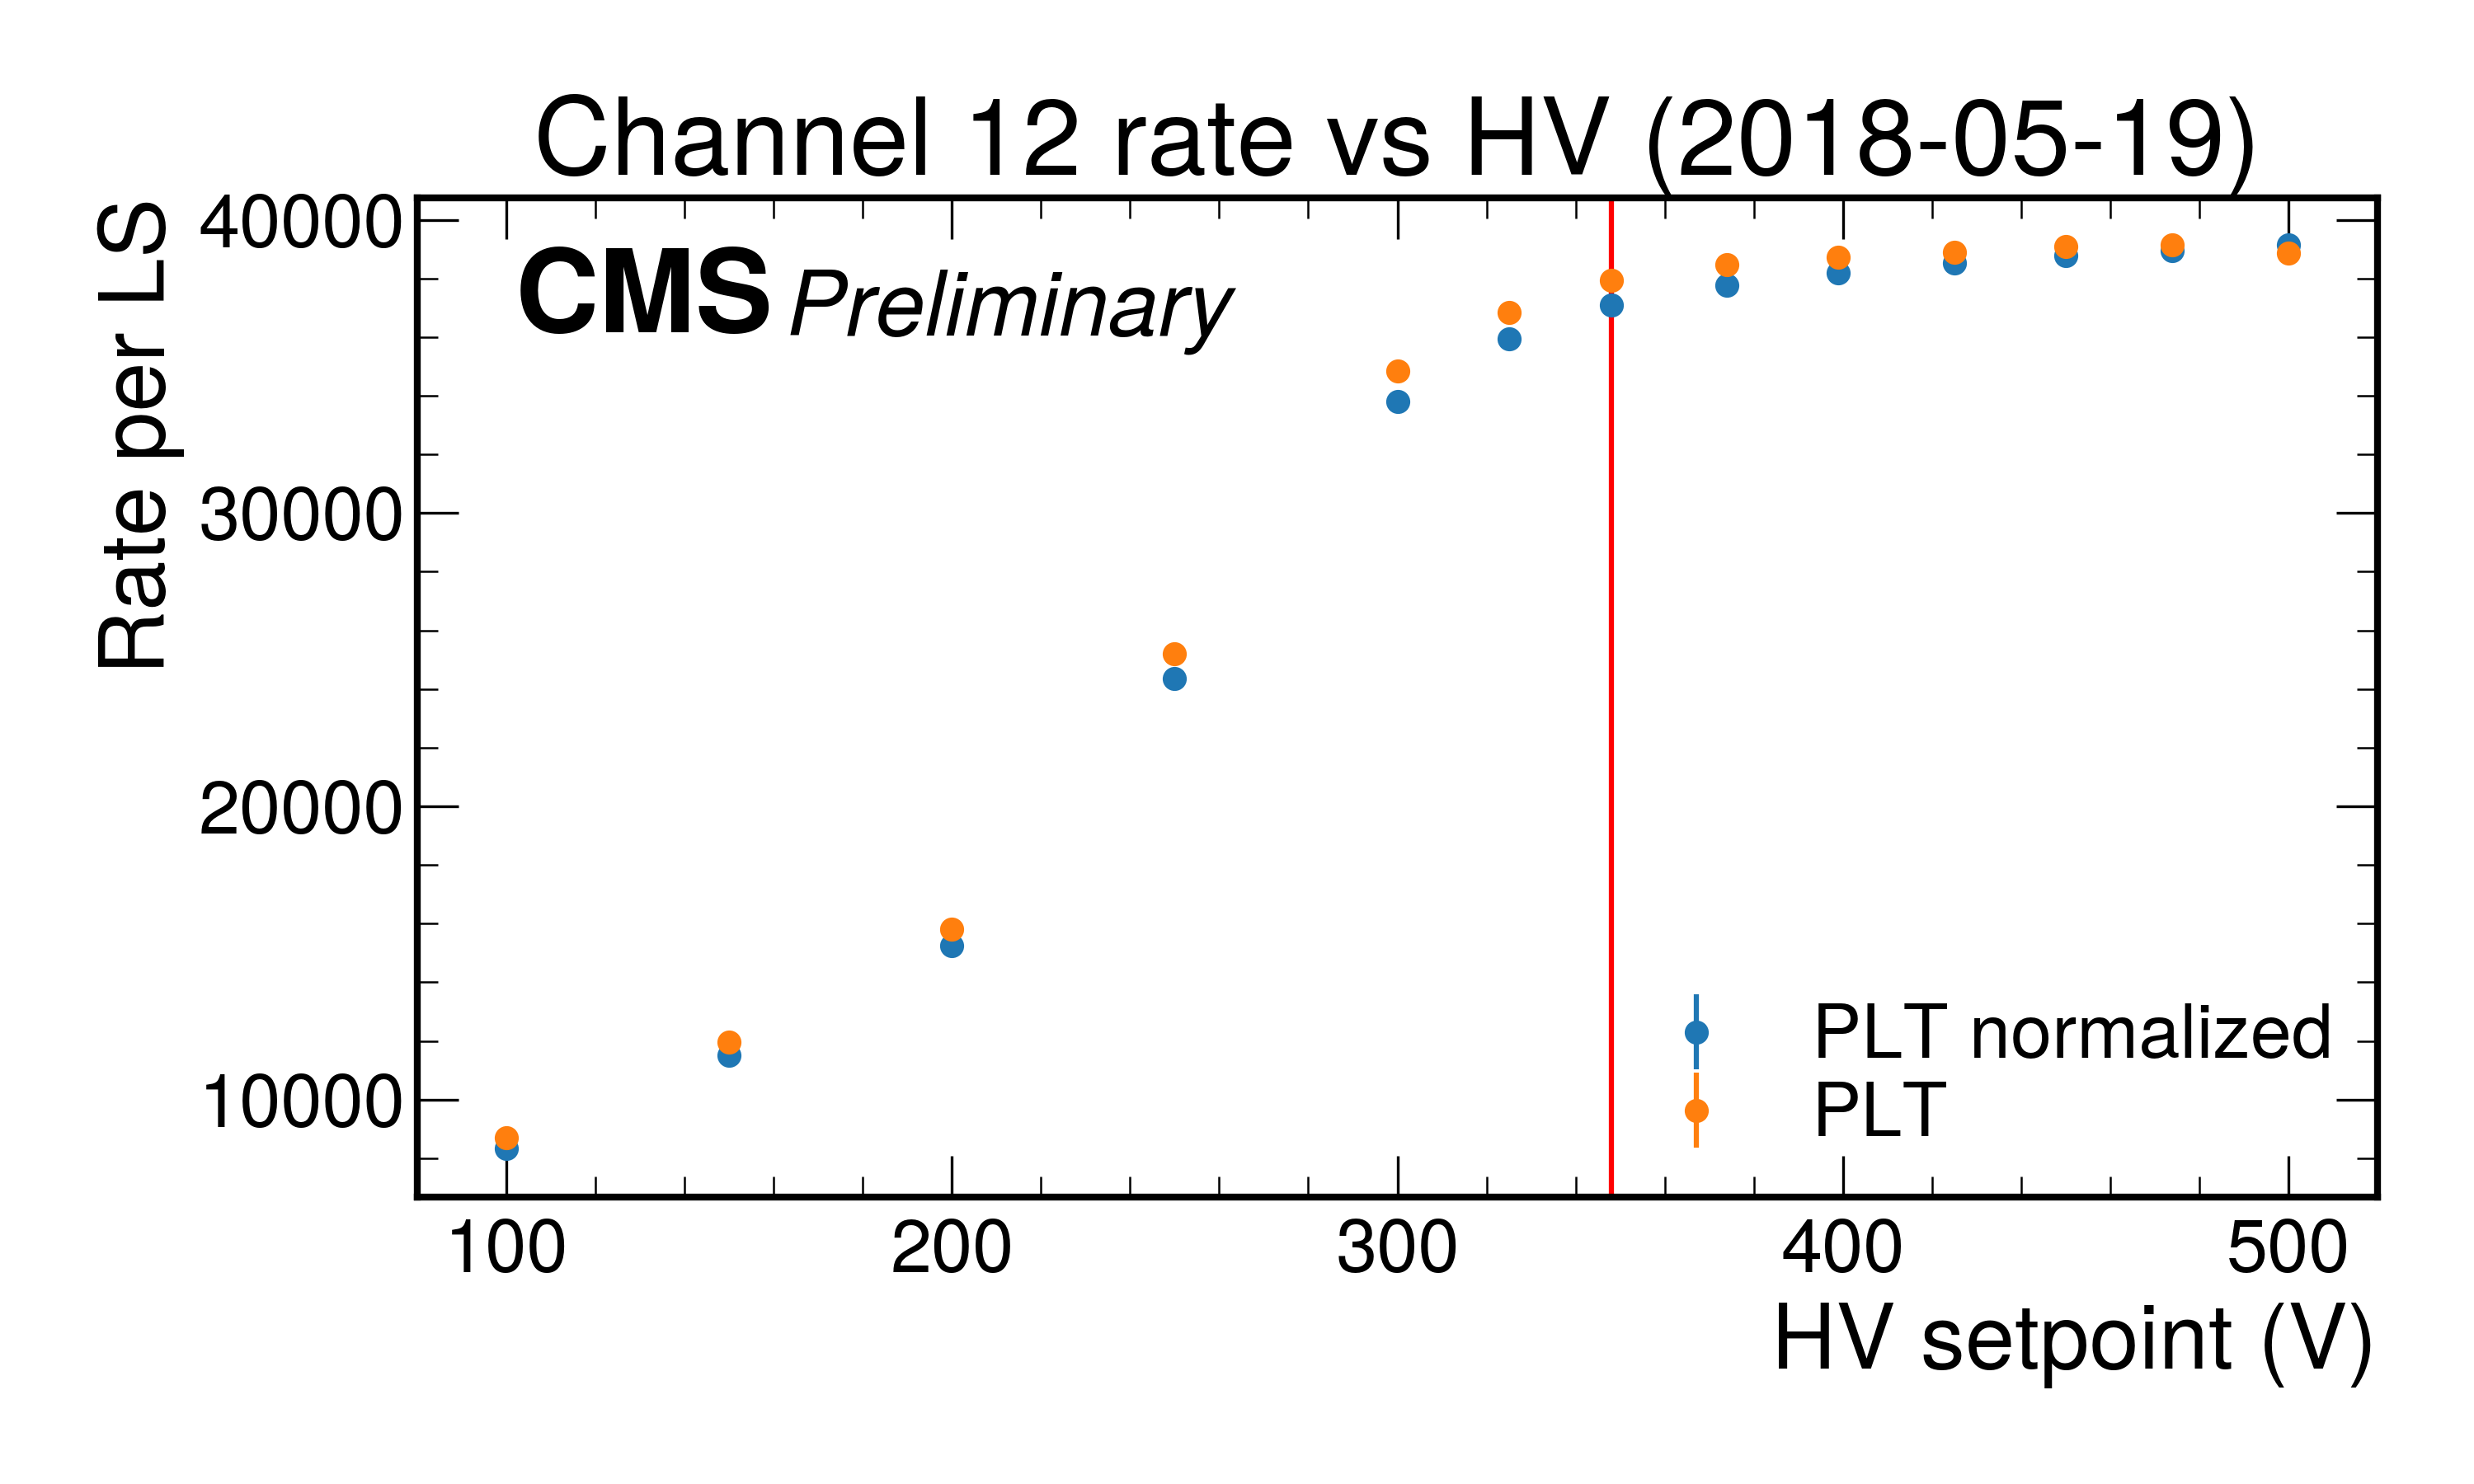 Channel 12 rate vs HV (2018-05-19)
CMS Preliminary
Rate per LS
40000
30000
20000
10000
100 200 300 400 500
HV setpoint (V)
PLT normalized
PLT